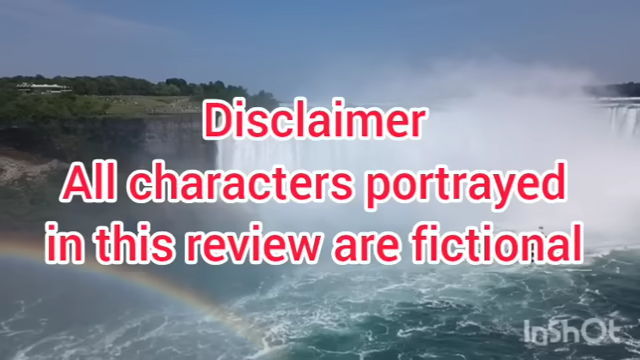 Disclaimer
All characters portrayed
in this review are fictional
InShOt